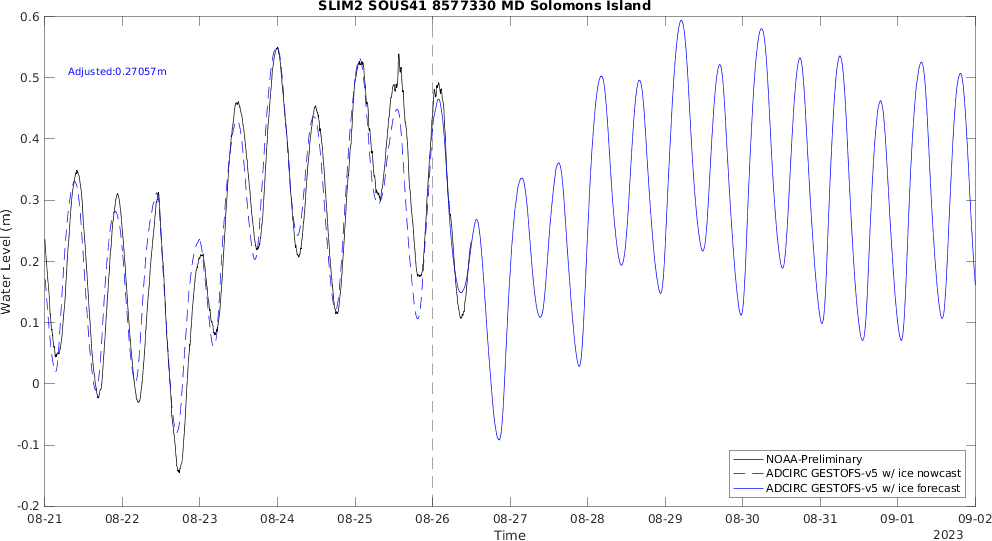 SLIM2 SOUS41 8577330 MD Solomons Island
Adjusted:0.27057m
Water Level (m)
0.6
0.5
0.4
0.3
0.2
0.1
0
-0.1
-0.2
NOAA-Preliminary
ADCIRC GESTOFS-v5 w/ ice nowcast
ADCIRC GESTOFS-v5 w/ ice forecast
08-21 08-22 08-23 08-24 08-25 08-26 08-27 08-28 08-29 08-30 08-31 09-01 09-02
Time
2023